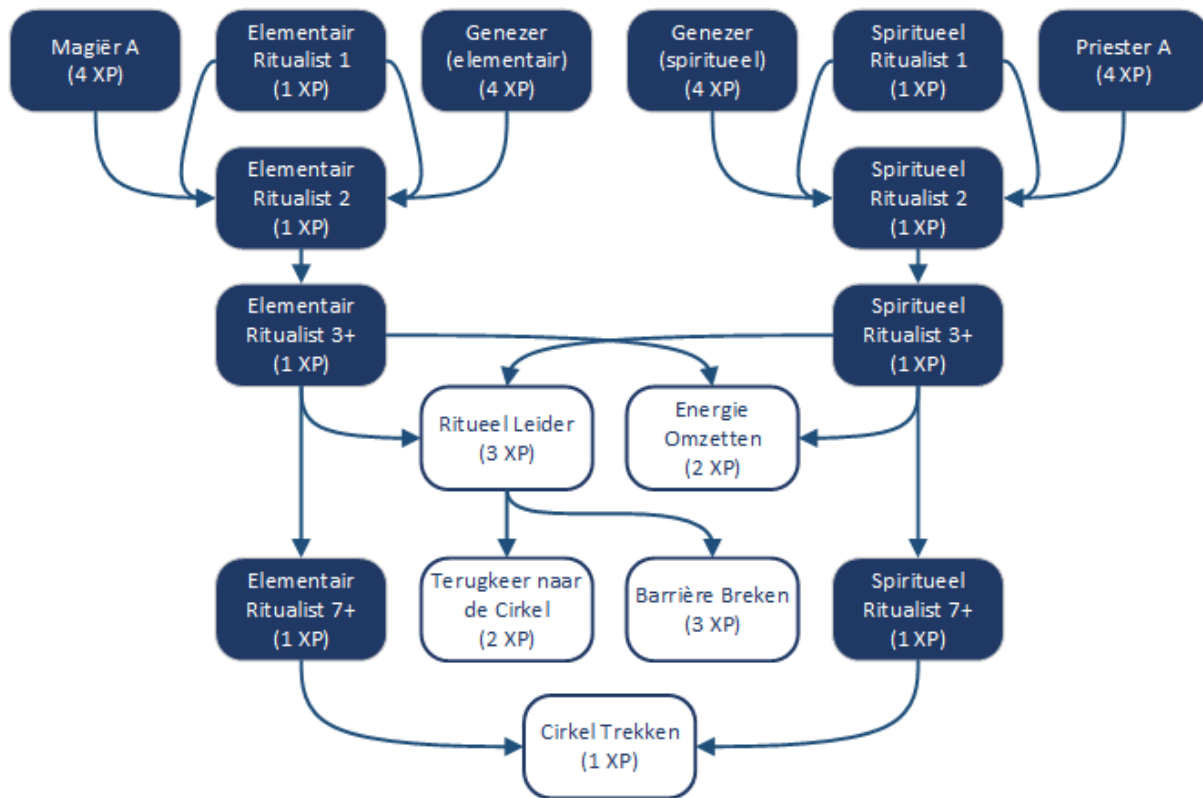 Magiër A
(4 XP)
Elementair
Ritualist 1
(1 XP)
Genezer
(elementair)
(4 XP)
Genezer
(spiritueel)
(4 XP)
Spiritueel
Ritualist 1
(1 XP)
Priester A
(4 XP)
Elementair
Ritualist 2
(1 XP)
Spiritueel
Ritualist 2
(1 XP)
Elementair
Ritualist 3+
(1 XP)
Spiritueel
Ritualist 3+
(1 XP)
Ritueel Leider
(3 XP)
Energie
Omzetten
(2 XP)
Elementair
Ritualist 7+
(1 XP)
Terugkeer naar
de Cirkel
(2 XP)
Barrière Breken
(3 XP)
Spiritueel
Ritualist 7+
(1 XP)
Cirkel Trekken
(1 XP)